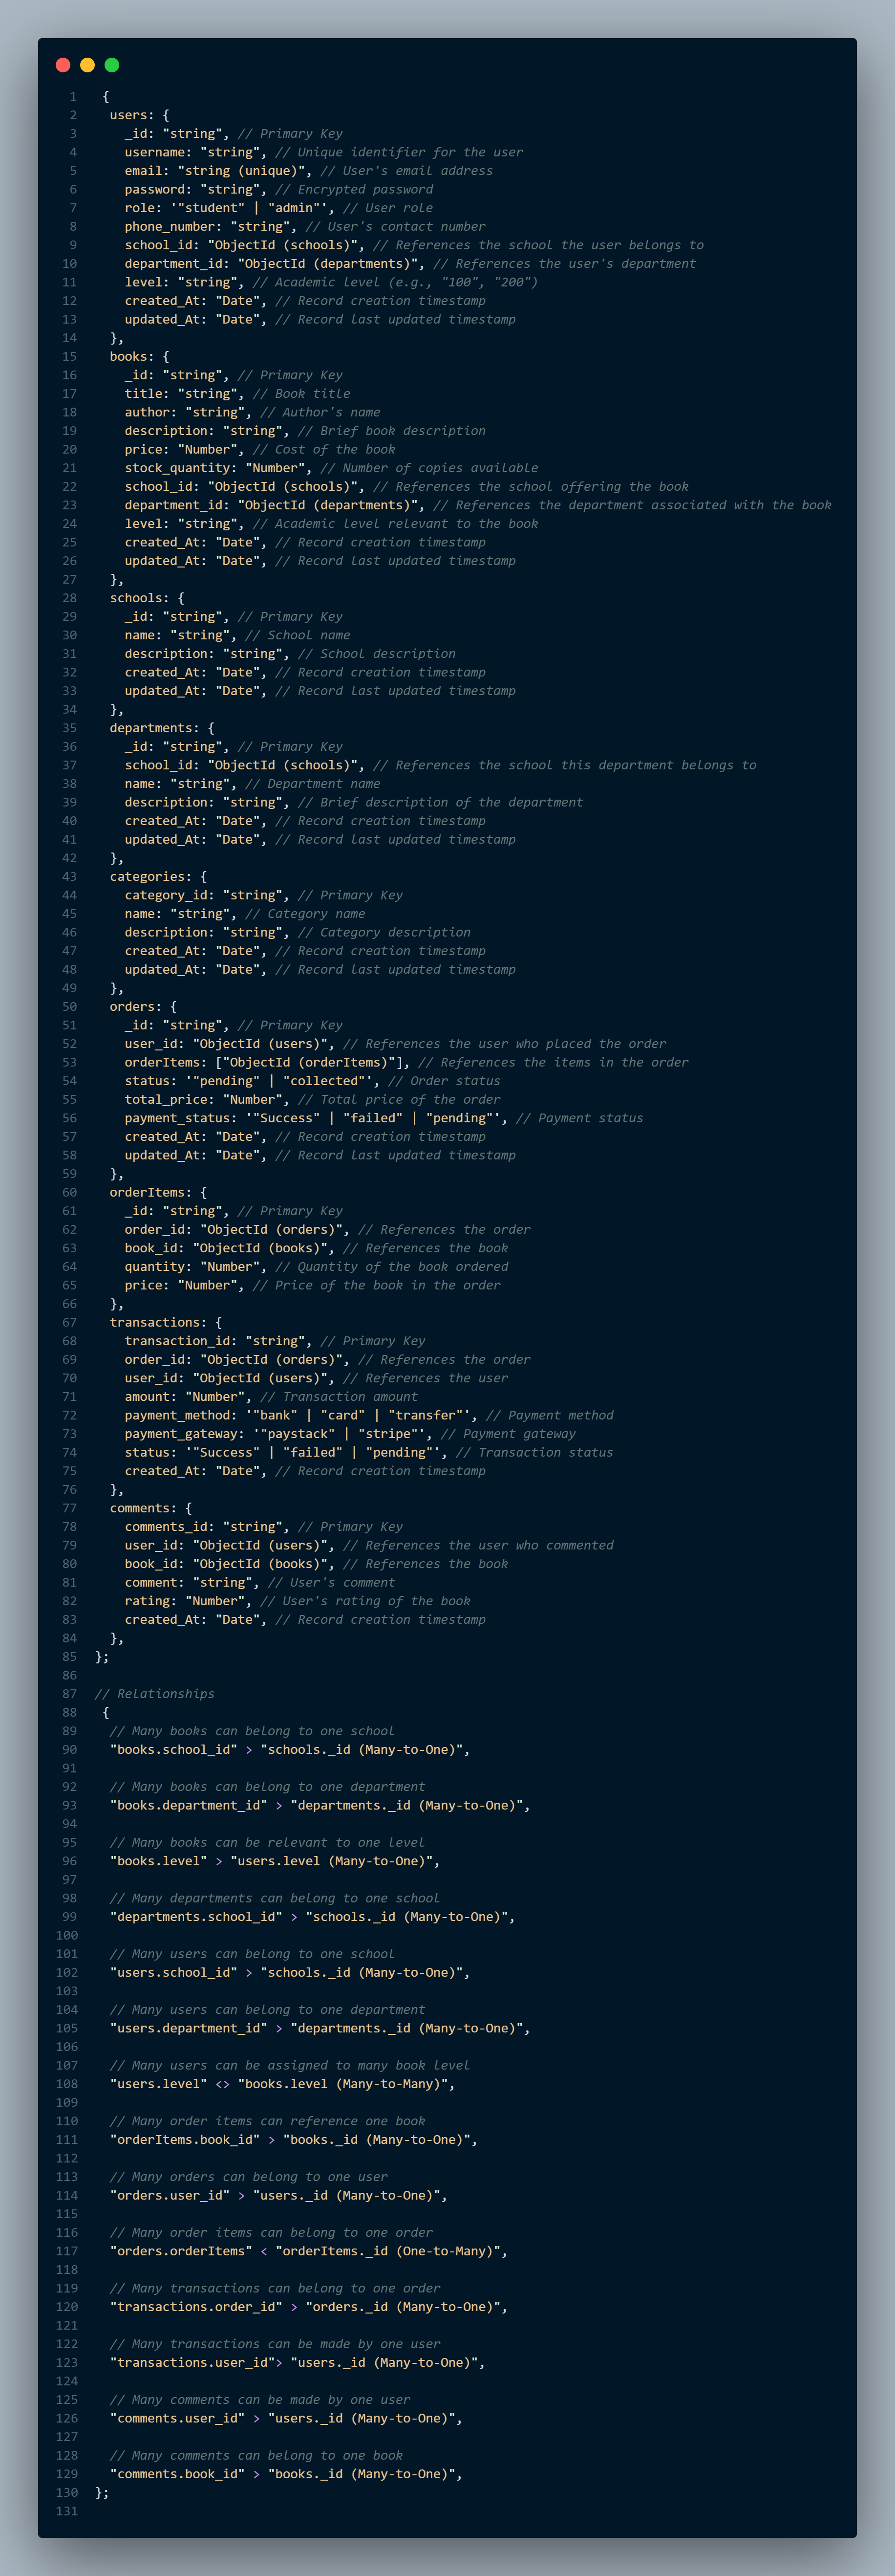 1 {
2 users: {
3 _id: "string", // Primary Key
4 username: "string", // Unique identifier for the user
5 email: "string (unique)", // User's email address
6 password: "string", // Encrypted password
7 role: '"student" | "admin"', // User role
8 phone_number: "string", // User's contact number
9 school_id: "ObjectId (schools)", // References the school the user belongs to
10 department_id: "ObjectId (departments)", // References the user's department
11 level: "string", // Academic level (e.g., "100", "200")
12 created_At: "Date", // Record creation timestamp
13 updated_At: "Date", // Record last updated timestamp
14 },
15 books: {
16 _id: "string", // Primary Key
17 title: "string", // Book title
18 author: "string", // Author's name
19 description: "string", // Brief book description
20 price: "Number", // Cost of the book
21 stock_quantity: "Number", // Number of copies available
22 school_id: "ObjectId (schools)", // References the school offering the book
23 department_id: "ObjectId (departments)", // References the department associated with the book
24 level: "string", // Academic level relevant to the book
25 created_At: "Date", // Record creation timestamp
26 updated_At: "Date", // Record last updated timestamp
27 },
28 schools: {
29 _id: "string", // Primary Key
30 name: "string", // School name
31 description: "string", // School description
32 created_At: "Date", // Record creation timestamp
33 updated_At: "Date", // Record last updated timestamp
34 },
35 departments: {
36 _id: "string", // Primary Key
37 school_id: "ObjectId (schools)", // References the school this department belongs to
38 name: "string", // Department name
39 description: "string", // Brief description of the department
40 created_At: "Date", // Record creation timestamp
41 updated_At: "Date", // Record last updated timestamp
42 },
43 categories: {
44 category_id: "string", // Primary Key
45 name: "string", // Category name
46 description: "string", // Category description
47 created_At: "Date", // Record creation timestamp
48 updated_At: "Date", // Record last updated timestamp
49 },
50 orders: {
51 _id: "string", // Primary Key
52 user_id: "ObjectId (users)", // References the user who placed the order
53 orderItems: ["ObjectId (orderItems)"], // References the items in the order
54 status: '"pending" | "collected"', // Order status
55 total_price: "Number", // Total price of the order
56 payment_status: '"Success" | "failed" | "pending"', // Payment status
57 created_At: "Date", // Record creation timestamp
58 updated_At: "Date", // Record last updated timestamp
59 },
60 orderItems: {
61 _id: "string", // Primary Key
62 order_id: "ObjectId (orders)", // References the order
63 book_id: "ObjectId (books)", // References the book
64 quantity: "Number", // Quantity of the book ordered
65 price: "Number", // Price of the book in the order
66 },
67 transactions: {
68 transaction_id: "string", // Primary Key
69 order_id: "ObjectId (orders)", // References the order
70 user_id: "ObjectId (users)", // References the user
71 amount: "Number", // Transaction amount
72 payment_method: '"bank" | "card" | "transfer"', // Payment method
73 payment_gateway: '"paystack" | "stripe"', // Payment gateway
74 status: '"Success" | "failed" | "pending"', // Transaction status
75 created_At: "Date", // Record creation timestamp
76 },
77 comments: {
78 comments_id: "string", // Primary Key
79 user_id: "ObjectId (users)", // References the user who commented
80 book_id: "ObjectId (books)", // References the book
81 comment: "string", // User's comment
82 rating: "Number", // User's rating of the book
83 created_At: "Date", // Record creation timestamp
84 },
85 };
86
87 // Relationships
88 {
89 // Many books can belong to one school
90 "books.school_id" > "schools._id (Many-to-One)",
91
92 // Many books can belong to one department
93 "books.department_id" > "departments._id (Many-to-One)",
94
95 // Many books can be relevant to one level
96 "books.level" > "users.level (Many-to-One)",
97
98 // Many departments can belong to one school
99 "departments.school_id" > "schools._id (Many-to-One)",
100
101 // Many users can belong to one school
102 "users.school_id" > "schools._id (Many-to-One)",
103
104 // Many users can belong to one department
105 "users.department_id" > "departments._id (Many-to-One)",
106
107 // Many users can be assigned to many book level
108 "users.level" <> "books.level (Many-to-Many)",
109
110 // Many order items can reference one book
111 "orderItems.book_id" > "books._id (Many-to-One)",
112
113 // Many orders can belong to one user
114 "orders.user_id" > "users._id (Many-to-One)",
115
116 // Many order items can belong to one order
117 "orders.orderItems" < "orderItems._id (One-to-Many)",
118
119 // Many transactions can belong to one order
120 "transactions.order_id" > "orders._id (Many-to-One)",
121
122 // Many transactions can be made by one user
123 "transactions.user_id"> "users._id (Many-to-One)",
124
125 // Many comments can be made by one user
126 "comments.user_id" > "users._id (Many-to-One)",
127
128 // Many comments can belong to one book
129 "comments.book_id" > "books._id (Many-to-One)",
130 };
131